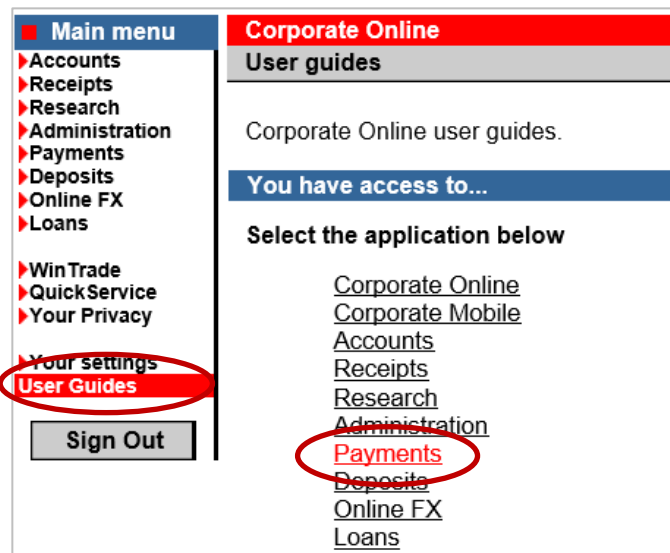 Main menu
Accounts
Receipts
Research
Administration
Payments
Deposits
Online FX
Loans
WinTrade
QuickService
Your Privacy
Your settings
User Guides
Sign Out
Corporate Online
User guides
Corporate Online user guides.
You have access to...
Select the application below
Corporate Online
Corporate Mobile
Accounts
Receipts
Research
Administration
Payments
Deposits
Online FX
Loans